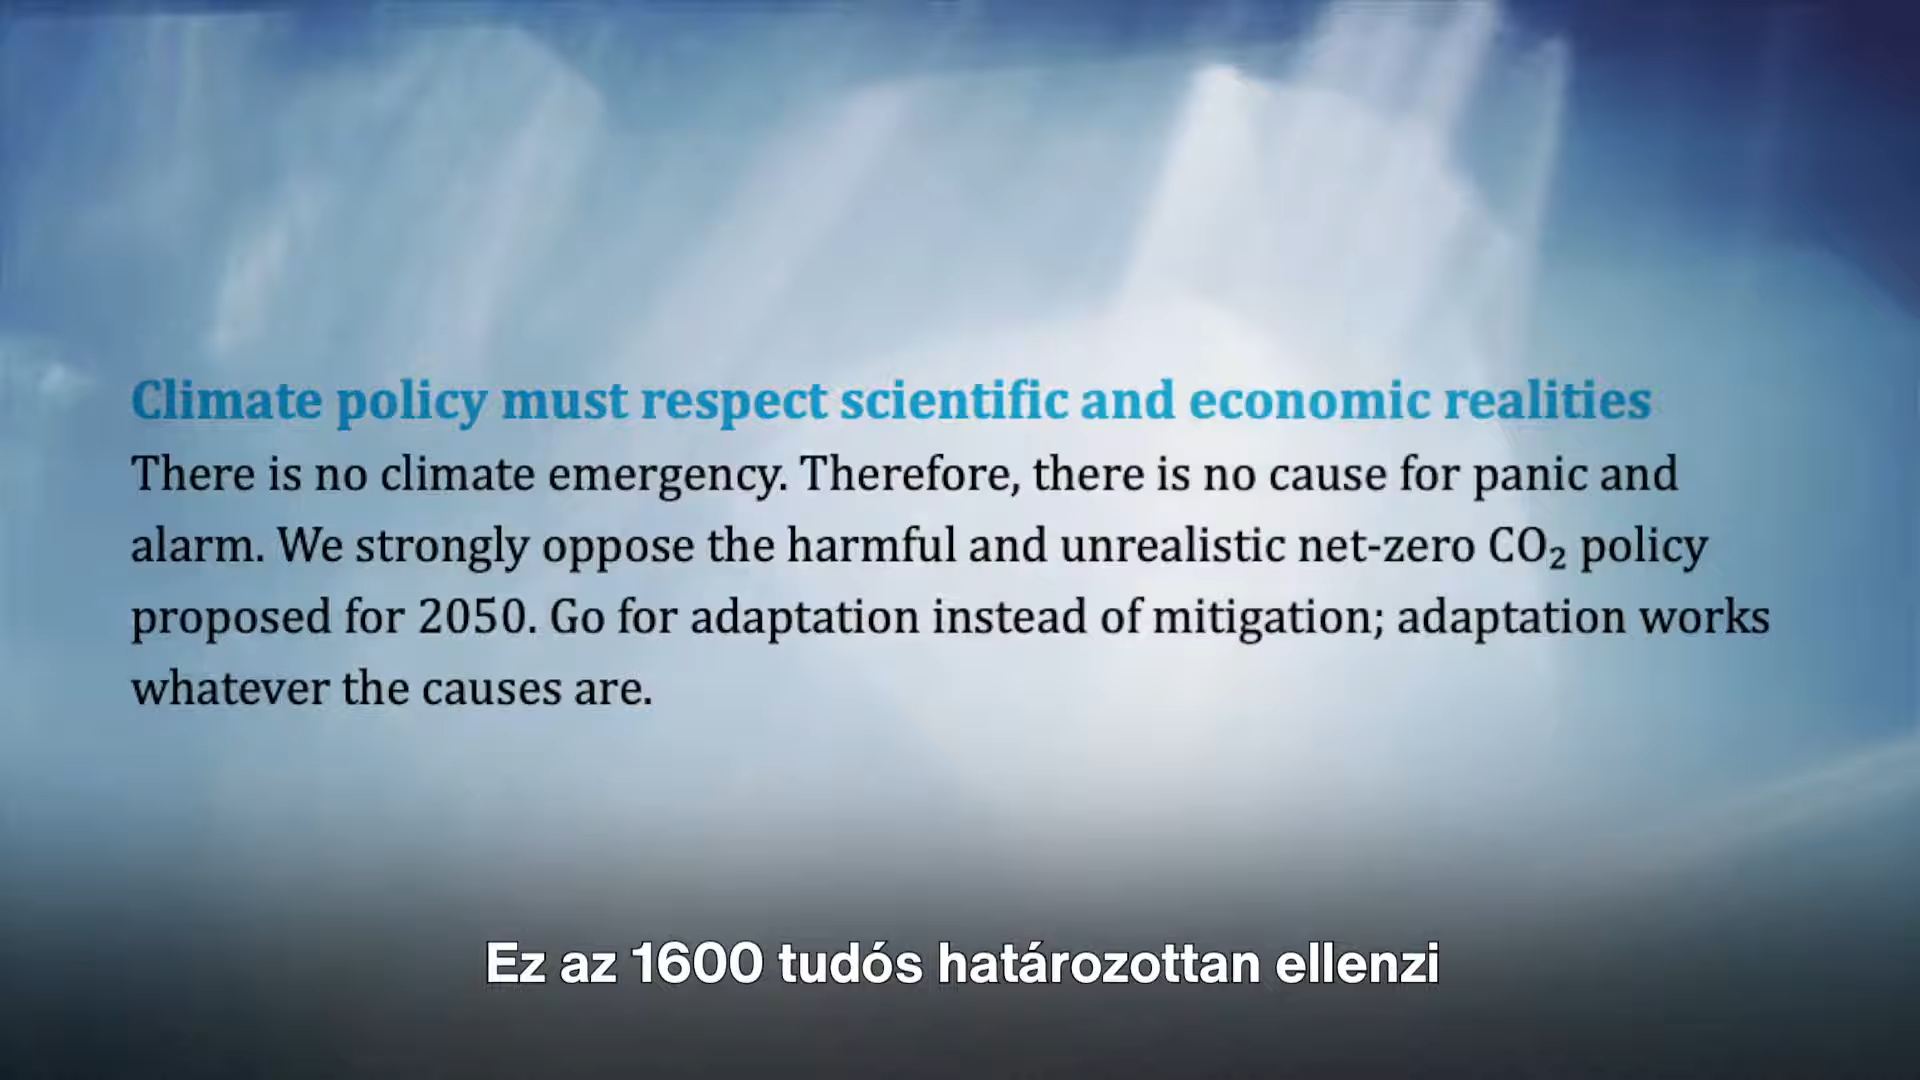 Climate policy must respect scientific and economic realities
There is no climate emergency. Therefore, there is no cause for panic and
alarm. We strongly oppose the harmful and unrealistic net-zero CO₂ policy
proposed for 2050. Go for adaptation instead of mitigation; adaptation works
whatever the causes are.
Ez az 1600 tudós határozottan ellenzi